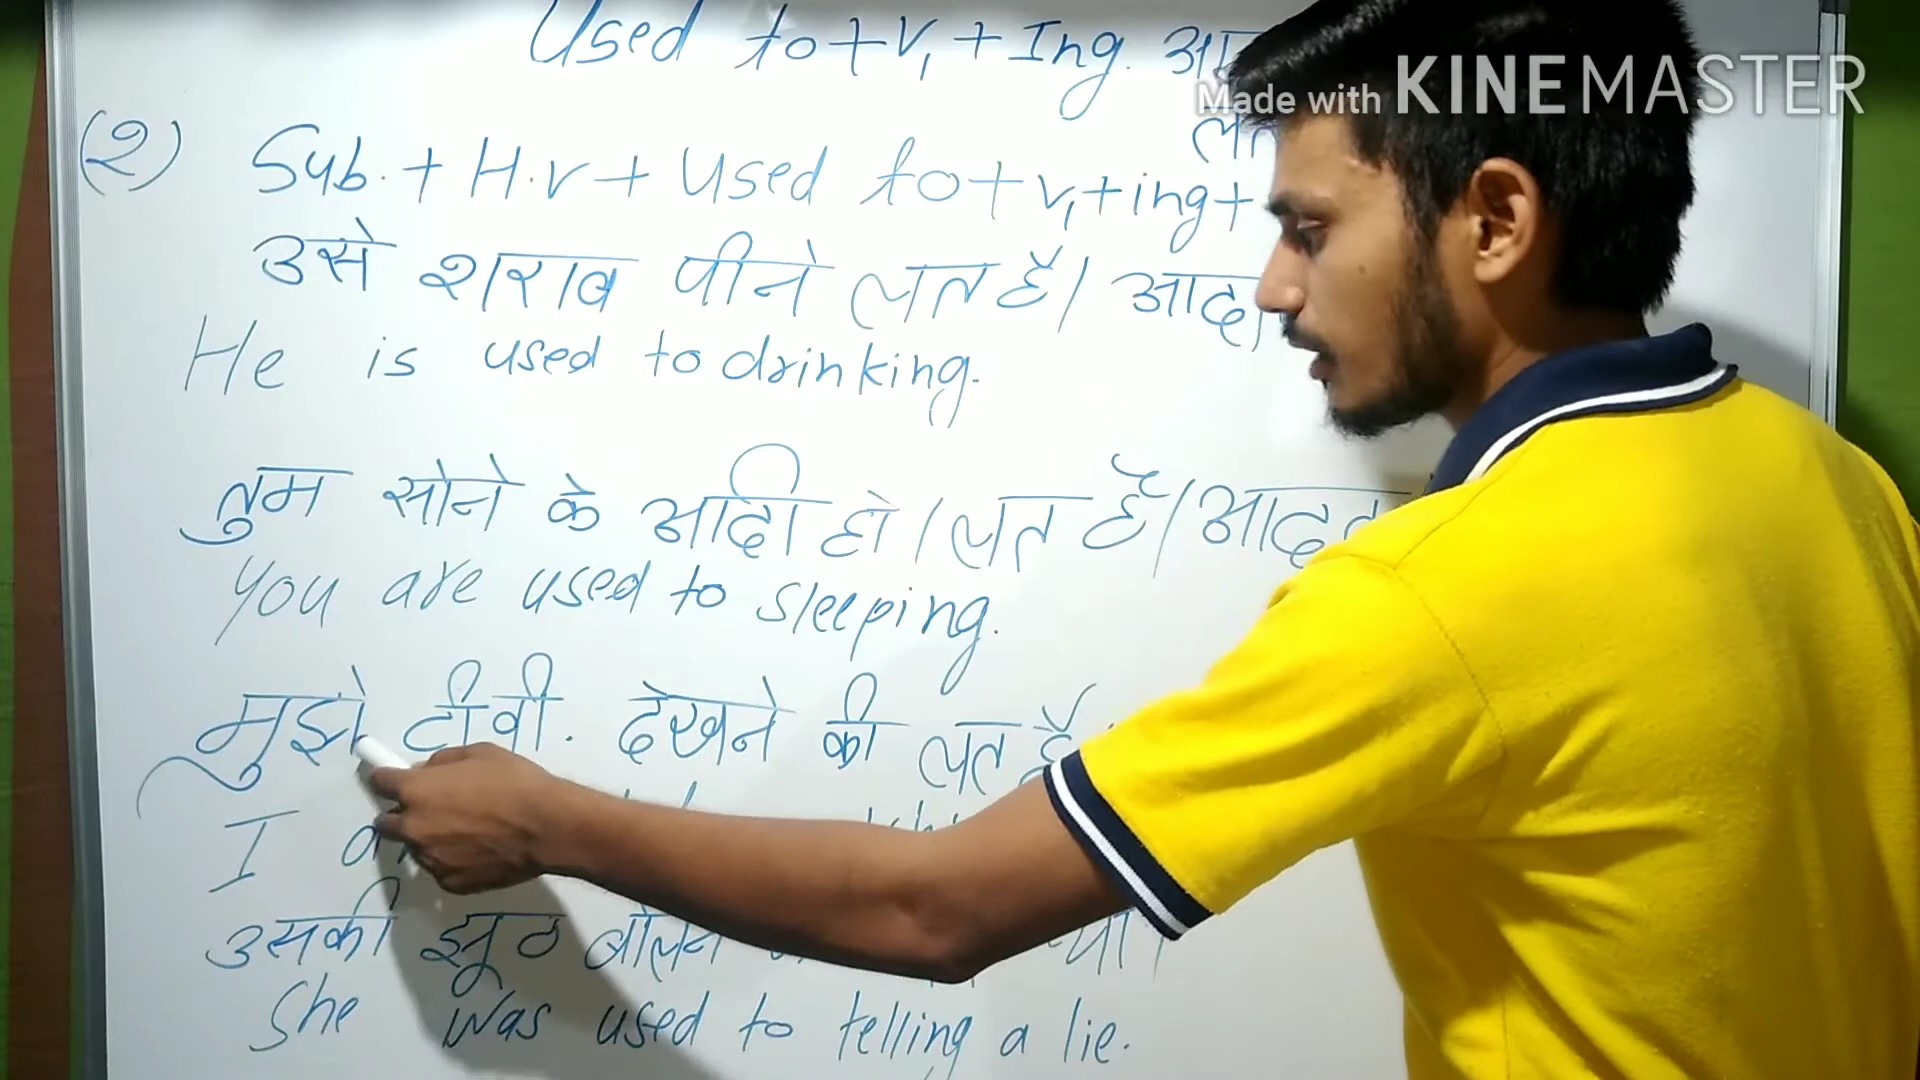 Used to + V₁ + Ing.
Made with KINEMASTER
(2) Sub. + H.v + Used to + v₁ + ing +
उसे शराब पीने लत है। आद
He is used to drinking.
तुम सोने के आदी हो। लत है। आदत
You are used to sleeping.
मुझे टीवी. देखने की लत है
I
उसकी झूठ बोलने
She was used to telling a lie.